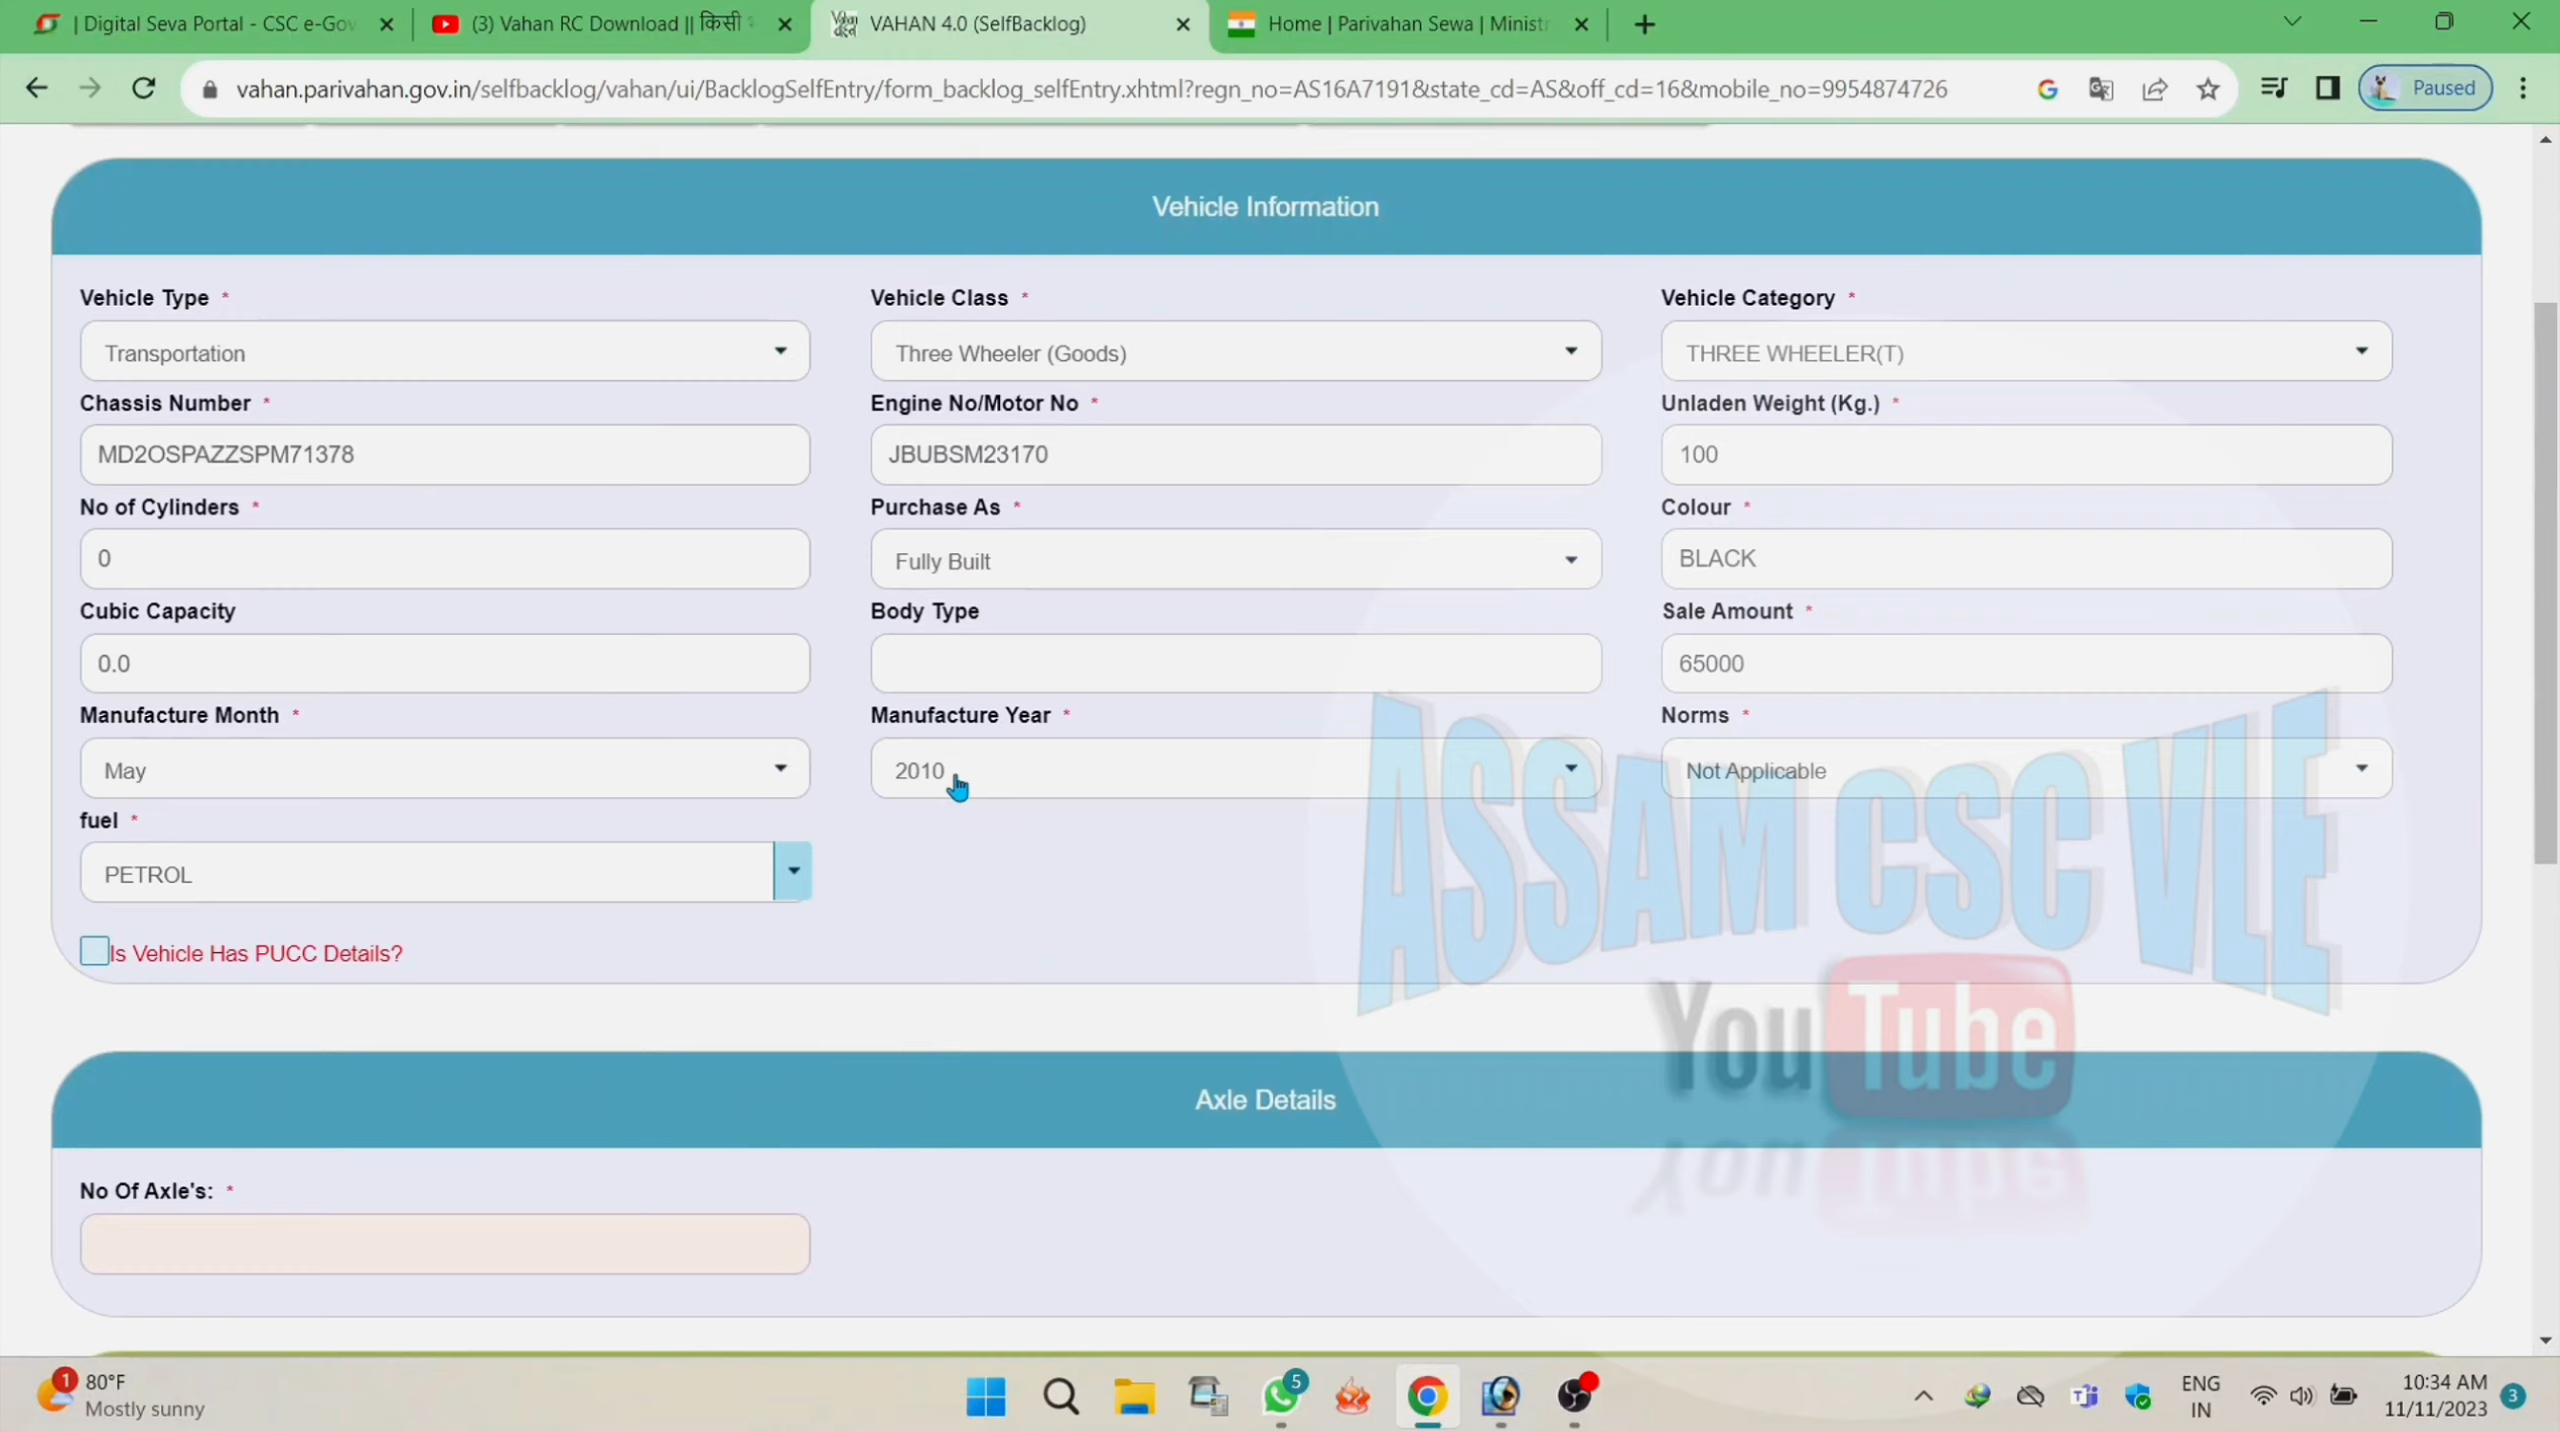 | Digital Seva Portal - CSC e-Gov
(3) Vahan RC Download || किसी भ
VAHAN 4.0 (SelfBacklog)
Home | Parivahan Sewa | Ministr
vahan.parivahan.gov.in/selfbacklog/vahan/ui/BacklogSelfEntry/form_backlog_selfEntry.xhtml?regn_no=AS16A7191&state_cd=AS&off_cd=16&mobile_no=9954874726
Paused
Vehicle Information
Vehicle Type * Vehicle Class * Vehicle Category *
Transportation Three Wheeler (Goods) THREE WHEELER(T)
Chassis Number * Engine No/Motor No * Unladen Weight (Kg.) *
MD2OSPAZZSPM71378 JBUBSM23170 100
No of Cylinders * Purchase As * Colour *
0 Fully Built BLACK
Cubic Capacity Body Type Sale Amount *
0.0 65000
Manufacture Month * Manufacture Year * Norms *
May 2010 Not Applicable
fuel *
PETROL
Is Vehicle Has PUCC Details?
ASSAM CSC VLE
YouTube
Axle Details
No Of Axle's: *
1
80°F
Mostly sunny
5
ENG
IN
10:34 AM
11/11/2023
3